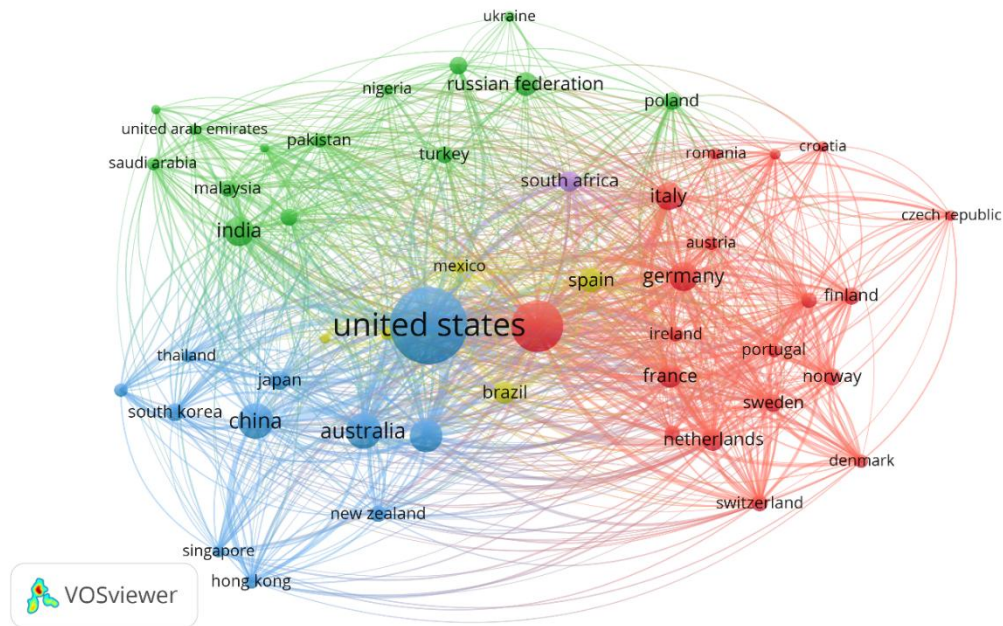 ukraine
russian federation
nigeria
poland
united arab emirates
pakistan
saudi arabia
turkey
romania
croatia
malaysia
south africa
italy
czech republic
india
austria
mexico
spain
germany
finland
united states
ireland
thailand
portugal
japan
france
norway
brazil
south korea
china
australia
sweden
netherlands
denmark
switzerland
new zealand
singapore
hong kong
VOSviewer